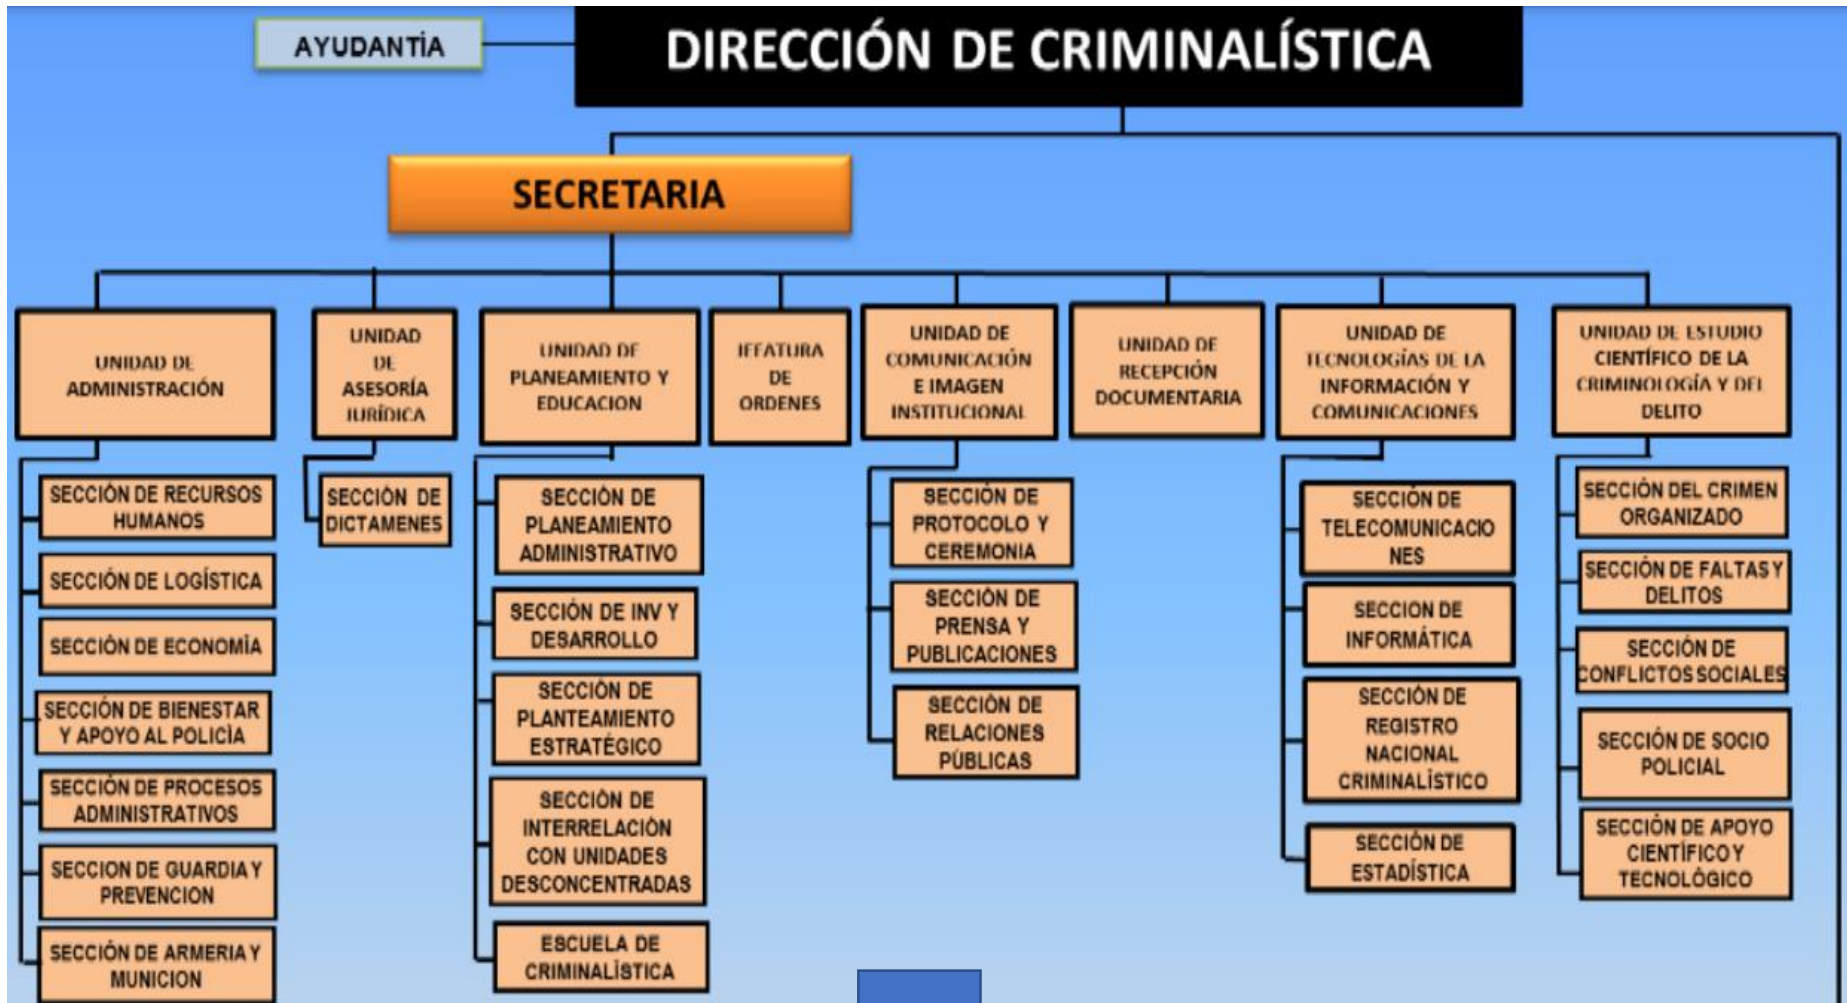 AYUDANTÍA
DIRECCIÓN DE CRIMINALÍSTICA
SECRETARIA
UNIDAD DE
ADMINISTRACIÓN
UNIDAD
DE
ASESORÍA
JURÍDICA
UNIDAD DE
PLANEAMIENTO Y
EDUCACION
JEFATURA
DE
ORDENES
UNIDAD DE
COMUNICACIÓN
E IMAGEN
INSTITUCIONAL
UNIDAD DE
RECEPCIÓN
DOCUMENTARIA
UNIDAD DE
TECNOLOGÍAS DE LA
INFORMACIÓN Y
COMUNICACIONES
UNIDAD DE ESTUDIO
CIENTÍFICO DE LA
CRIMINOLOGÍA Y DEL
DELITO
SECCIÓN DE RECURSOS
HUMANOS
SECCIÓN DE LOGÍSTICA
SECCIÓN DE ECONOMÌA
SECCIÓN DE BIENESTAR
Y APOYO AL POLICÌA
SECCIÓN DE PROCESOS
ADMINISTRATIVOS
SECCION DE GUARDIA Y
PREVENCION
SECCIÓN DE ARMERIA Y
MUNICION
SECCIÓN DE
DICTAMENES
SECCIÓN DE
PLANEAMIENTO
ADMINISTRATIVO
SECCIÓN DE INV Y
DESARROLLO
SECCIÓN DE
PLANTEAMIENTO
ESTRATÉGICO
SECCIÓN DE
INTERRELACIÓN
CON UNIDADES
DESCONCENTRADAS
ESCUELA DE
CRIMINALÍSTICA
SECCIÓN DE
PROTOCOLO Y
CEREMONIA
SECCIÓN DE
PRENSA Y
PUBLICACIONES
SECCIÓN DE
RELACIONES
PÚBLICAS
SECCIÓN DE
TELECOMUNICACIO
NES
SECCION DE
INFORMÁTICA
SECCIÓN DE
REGISTRO
NACIONAL
CRIMINALÍSTICO
SECCIÓN DE
ESTADÍSTICA
SECCIÓN DEL CRIMEN
ORGANIZADO
SECCIÓN DE FALTAS Y
DELITOS
SECCIÓN DE
CONFLICTOS SOCIALES
SECCIÓN DE SOCIO
POLICIAL
SECCIÓN DE APOYO
CIENTÍFICO Y
TECNOLÓGICO